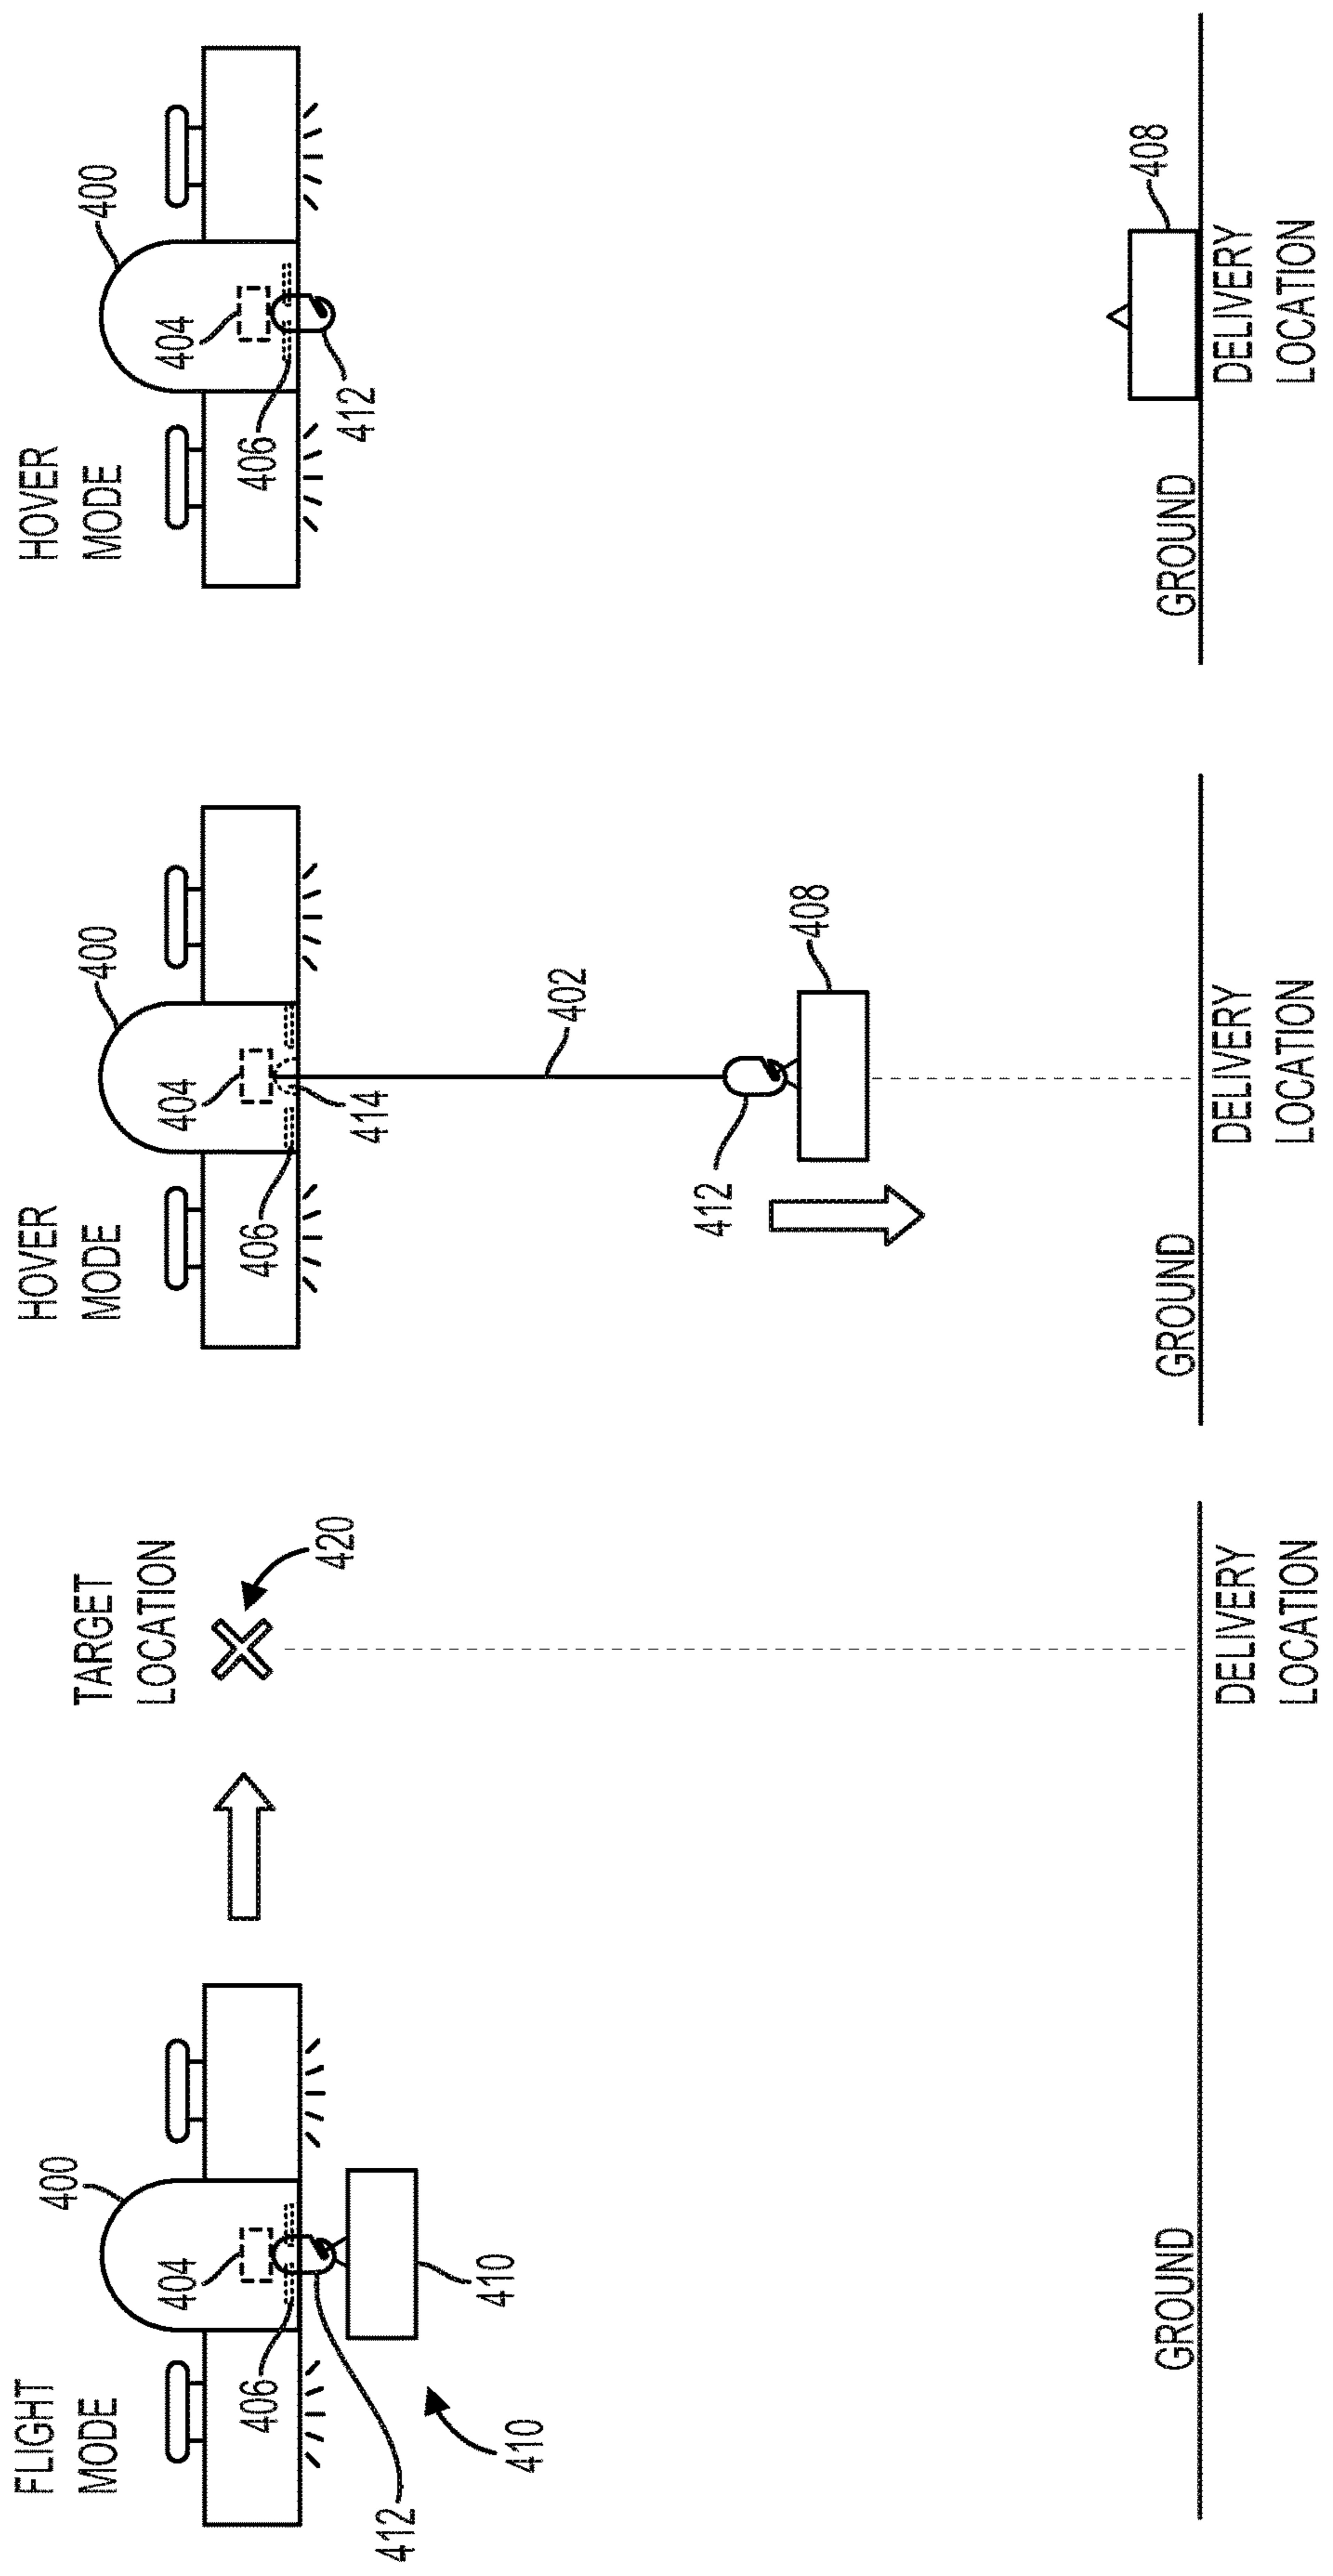 FLIGHT
MODE
400
404
406
412
410
410
TARGET
LOCATION
420
GROUND
DELIVERY
LOCATION
HOVER
MODE
400
404
406
414
402
412
408
GROUND
DELIVERY
LOCATION
HOVER
MODE
400
404
406
412
408
GROUND
DELIVERY
LOCATION